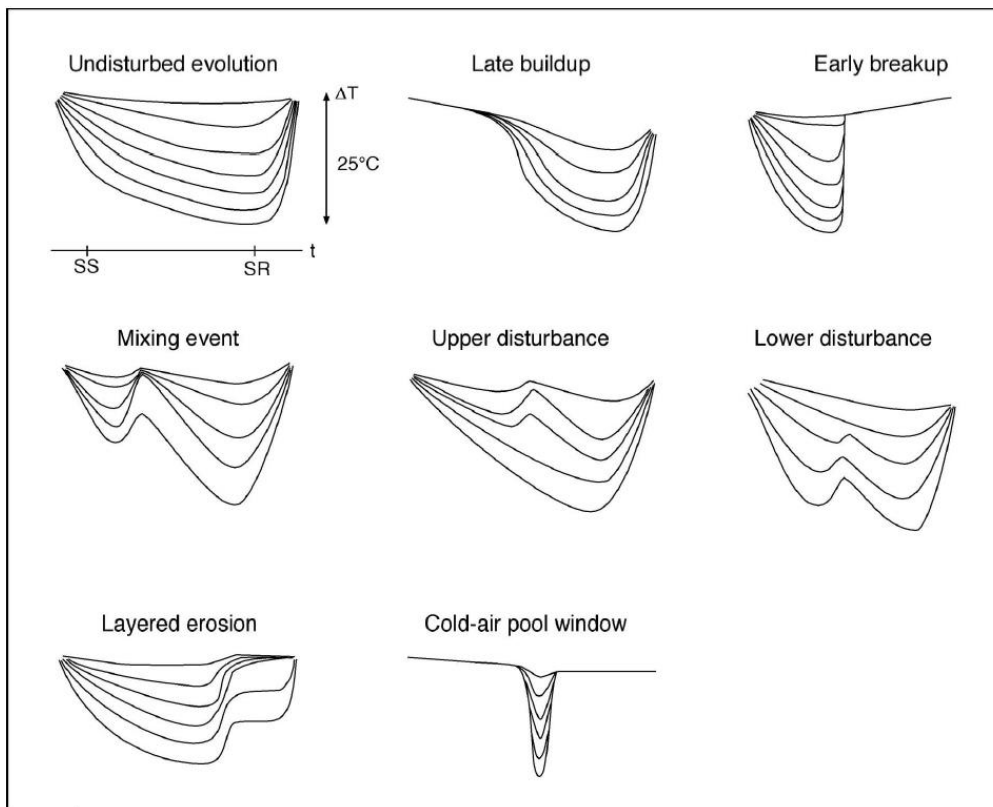 Undisturbed evolution
Late buildup
Early breakup
ΔT
25°C
t
SS
SR
Mixing event
Upper disturbance
Lower disturbance
Layered erosion
Cold-air pool window